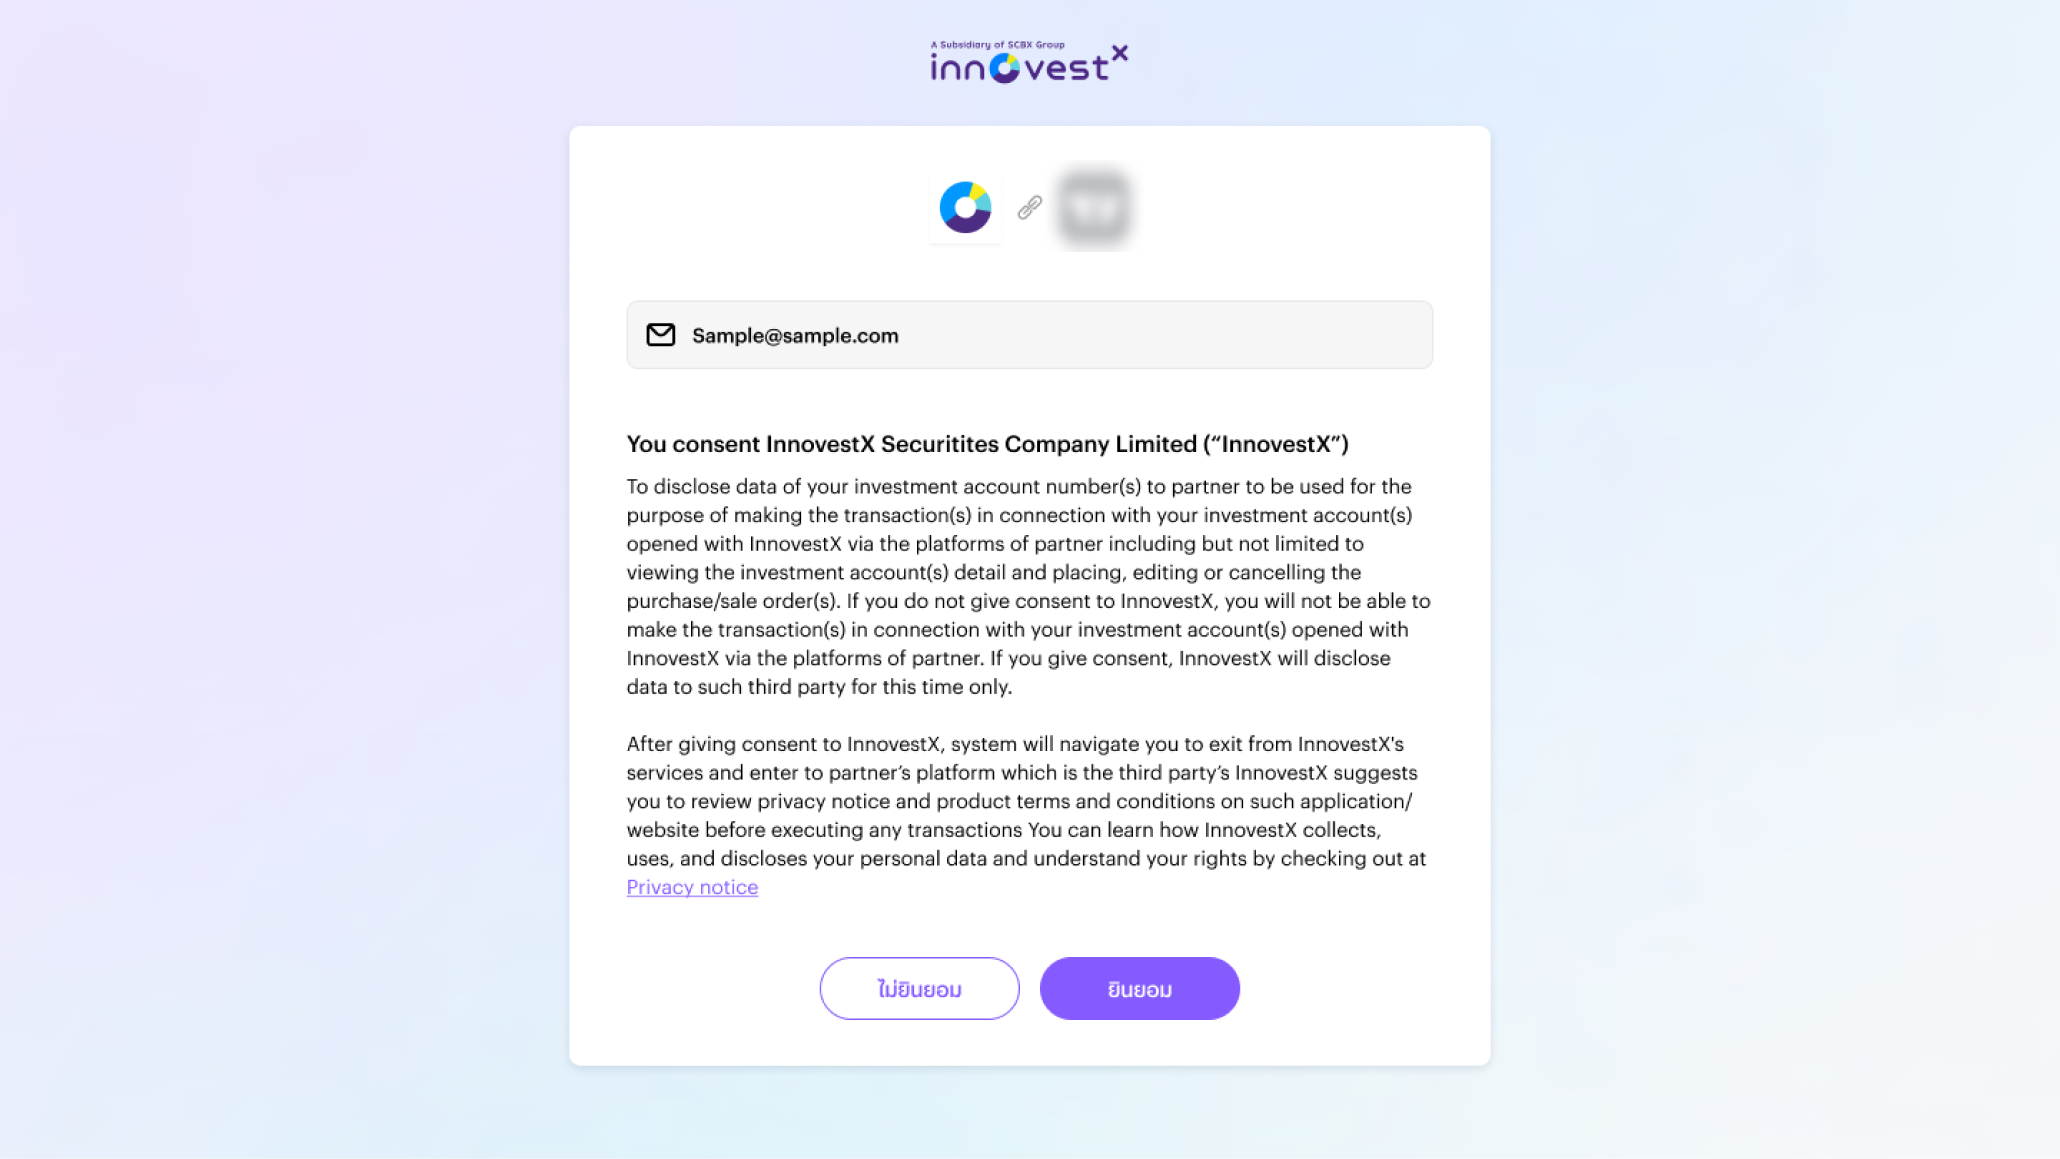 A Subsidiary of SCBX Group
innovestx
Sample@sample.com
You consent InnovestX Securitites Company Limited (“InnovestX”)
To disclose data of your investment account number(s) to partner to be used for the
purpose of making the transaction(s) in connection with your investment account(s)
opened with InnovestX via the platforms of partner including but not limited to
viewing the investment account(s) detail and placing, editing or cancelling the
purchase/sale order(s). If you do not give consent to InnovestX, you will not be able to
make the transaction(s) in connection with your investment account(s) opened with
InnovestX via the platforms of partner. If you give consent, InnovestX will disclose
data to such third party for this time only.
After giving consent to InnovestX, system will navigate you to exit from InnovestX's
services and enter to partner’s platform which is the third party’s InnovestX suggests
you to review privacy notice and product terms and conditions on such application/
website before executing any transactions You can learn how InnovestX collects,
uses, and discloses your personal data and understand your rights by checking out at
Privacy notice
ไม่ยินยอม
ยินยอม